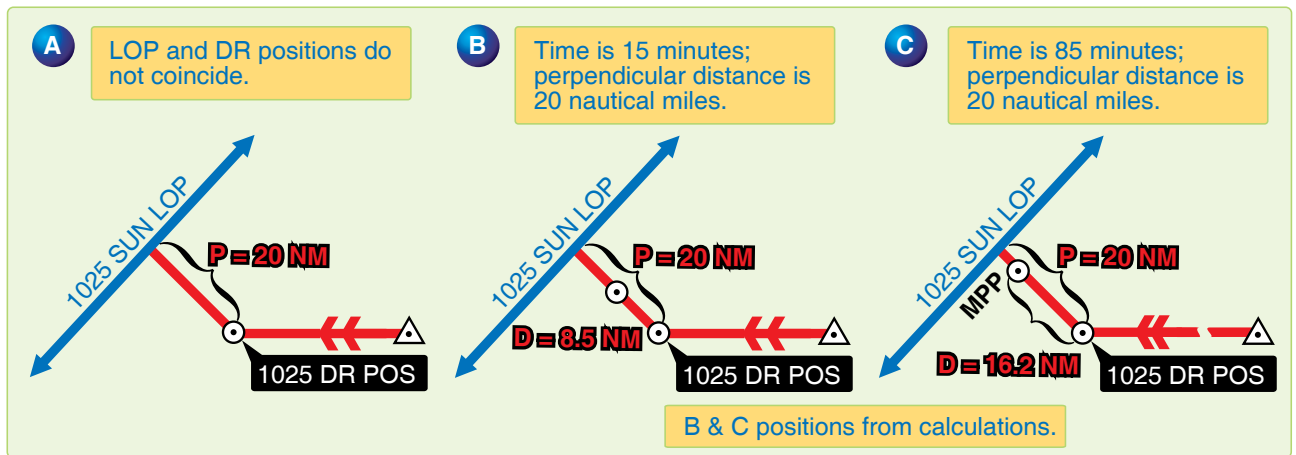 A
LOP and DR positions do
not coincide.
1025 SUN LOP
P = 20 NM
1025 DR POS
B
Time is 15 minutes;
perpendicular distance is
20 nautical miles.
1025 SUN LOP
P = 20 NM
D = 8.5 NM
1025 DR POS
C
Time is 85 minutes;
perpendicular distance is
20 nautical miles.
1025 SUN LOP
P = 20 NM
MPP
D = 16.2 NM
1025 DR POS
B & C positions from calculations.